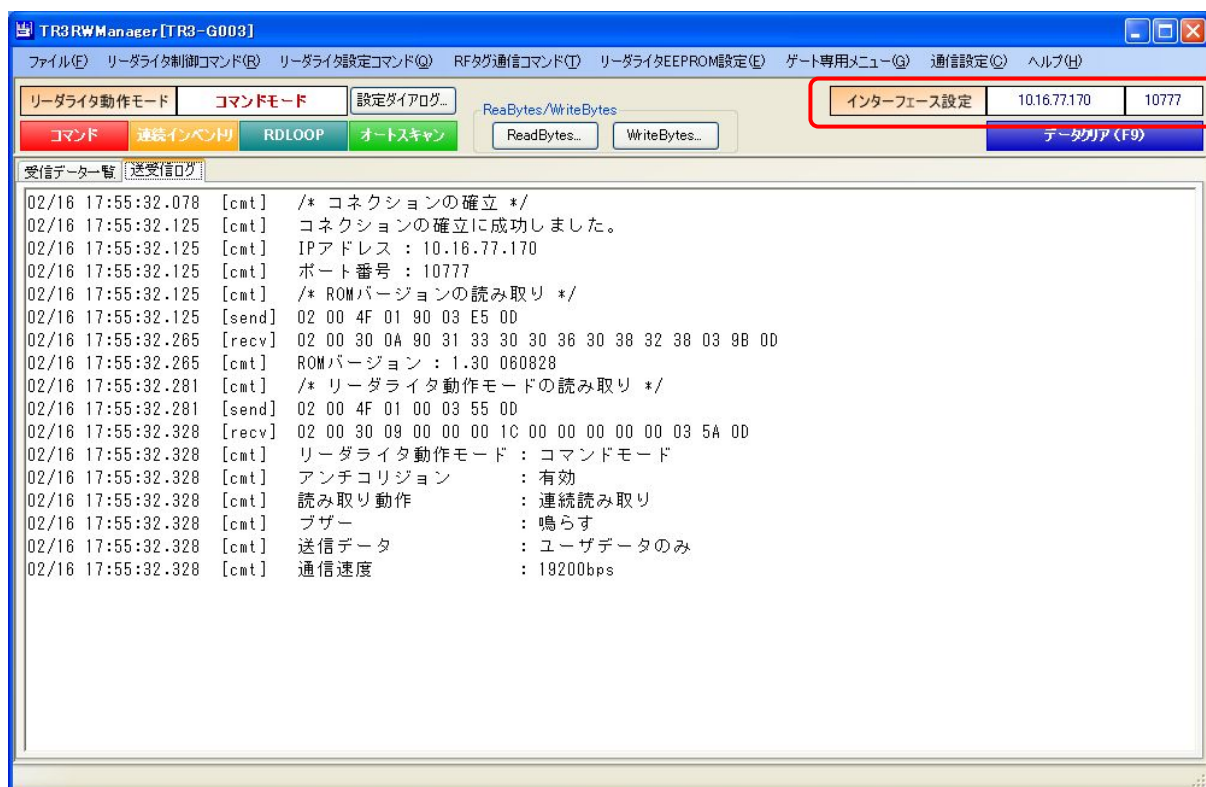 TR3RWManager[TR3-G003]
ファイル(F) リーダライタ制御コマンド(R) リーダライタ設定コマンド(Q) RFタグ通信コマンド(T) リーダライタEEPROM設定(E) ゲート専用メニュー(G) 通信設定(C) ヘルプ(H)
リーダライタ動作モード コマンドモード 設定ダイアログ... ReaBytes/WriteBytes インターフェース設定 10.16.77.170 10777
コマンド 連続インベントリ RDLOOP オートスキャン ReadBytes... WriteBytes... データクリア(F9)
受信データ一覧 送受信ログ
02/16 17:55:32.078 [cmt] /* コネクションの確立 */
02/16 17:55:32.125 [cmt] コネクションの確立に成功しました。
02/16 17:55:32.125 [cmt] IPアドレス : 10.16.77.170
02/16 17:55:32.125 [cmt] ポート番号 : 10777
02/16 17:55:32.125 [cmt] /* ROMバージョンの読み取り */
02/16 17:55:32.125 [send] 02 00 4F 01 90 03 E5 0D
02/16 17:55:32.265 [recv] 02 00 30 0A 90 31 33 30 30 36 30 38 32 38 03 9B 0D
02/16 17:55:32.265 [cmt] ROMバージョン : 1.30 060828
02/16 17:55:32.281 [cmt] /* リーダライタ動作モードの読み取り */
02/16 17:55:32.281 [send] 02 00 4F 01 00 03 55 0D
02/16 17:55:32.328 [recv] 02 00 30 09 00 00 00 1C 00 00 00 00 00 03 5A 0D
02/16 17:55:32.328 [cmt] リーダライタ動作モード : コマンドモード
02/16 17:55:32.328 [cmt] アンチコリジョン : 有効
02/16 17:55:32.328 [cmt] 読み取り動作 : 連続読み取り
02/16 17:55:32.328 [cmt] ブザー : 鳴らす
02/16 17:55:32.328 [cmt] 送信データ : ユーザデータのみ
02/16 17:55:32.328 [cmt] 通信速度 : 19200bps